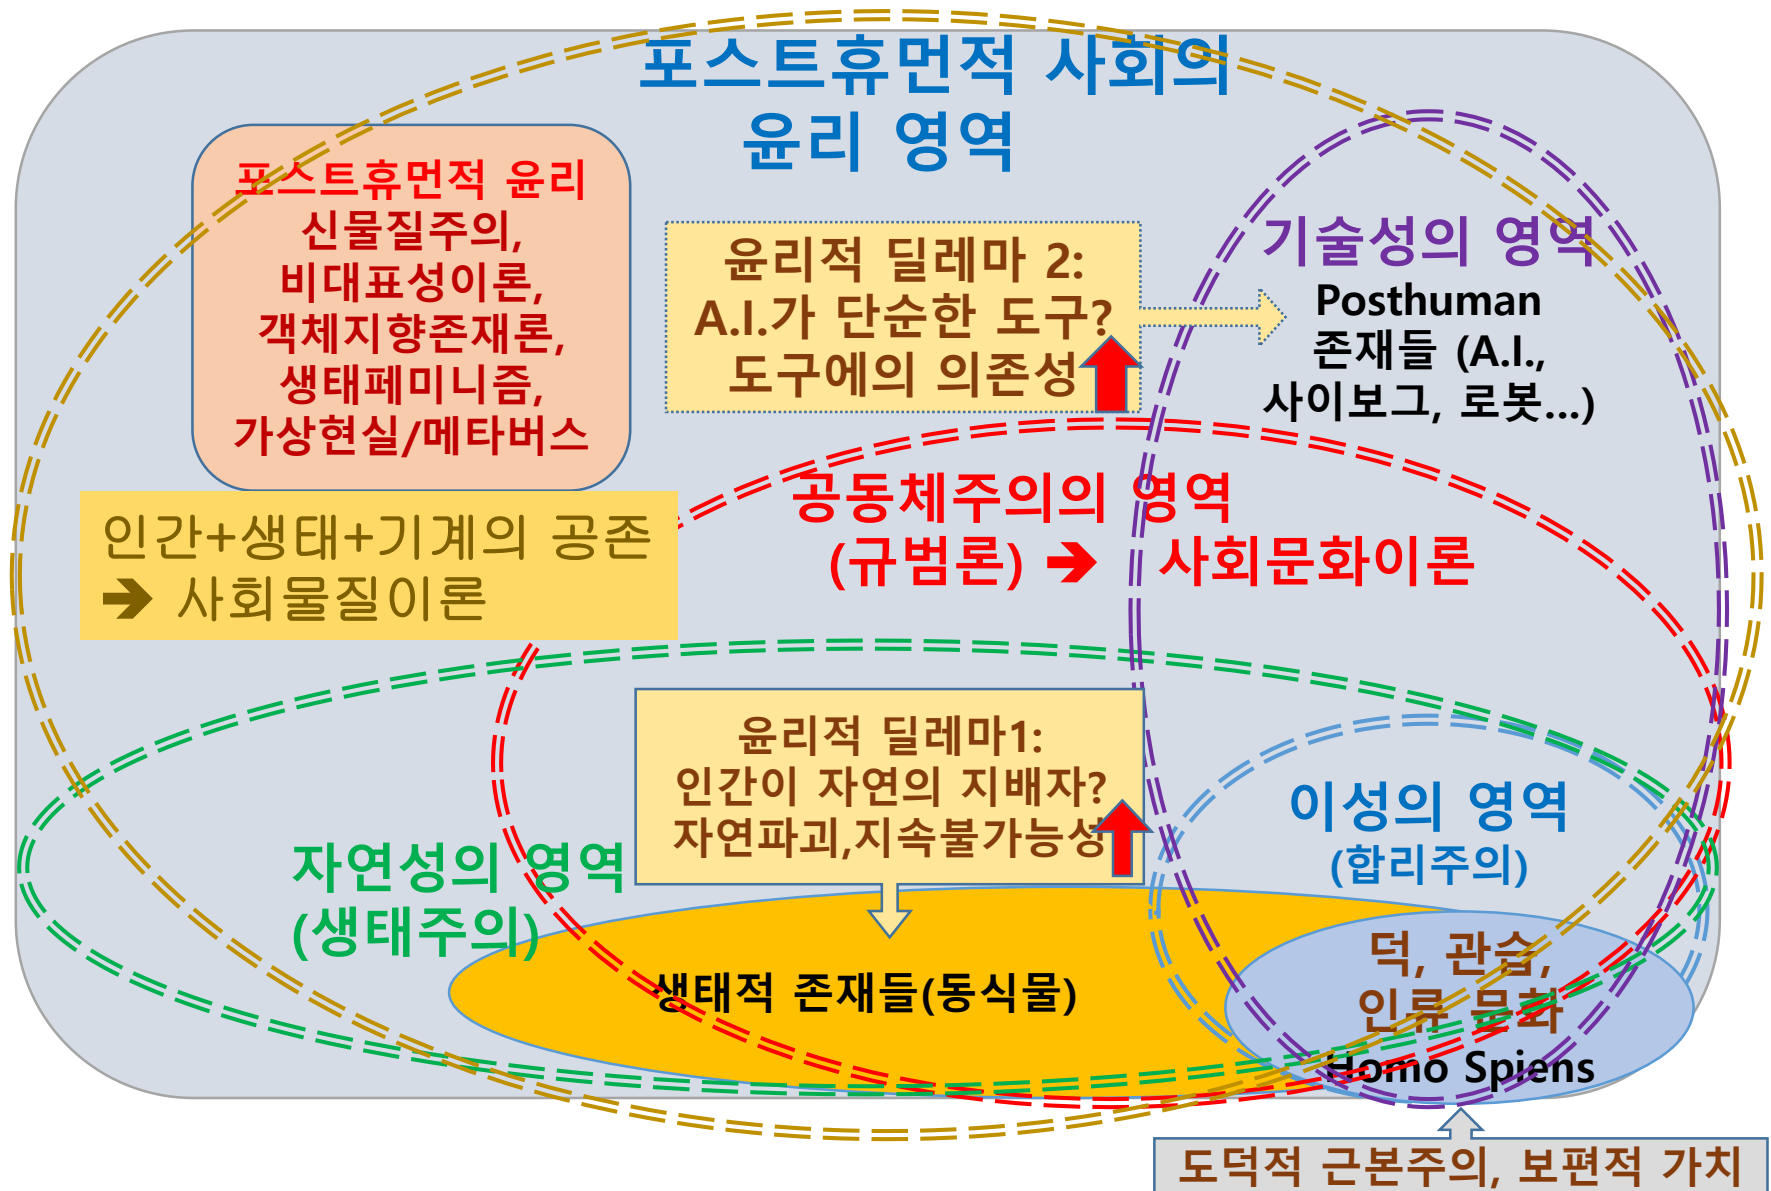 포스트휴먼적 사회의
윤리 영역
포스트휴먼적 윤리
신물질주의,
비대표성이론,
객체지향존재론,
생태페미니즘,
가상현실/메타버스
윤리적 딜레마 2:
A.I.가 단순한 도구?
도구에의 의존성
기술성의 영역
Posthuman
존재들 (A.I.,
사이보그, 로봇...)
인간+생태+기계의 공존
➔ 사회물질이론
공동체주의의 영역
(규범론) ➔ 사회문화이론
윤리적 딜레마1:
인간이 자연의 지배자?
자연파괴,지속불가능성
이성의 영역
(합리주의)
자연성의 영역
(생태주의)
생태적 존재들(동식물)
덕, 관습,
인류 문화
Homo Spiens
도덕적 근본주의, 보편적 가치